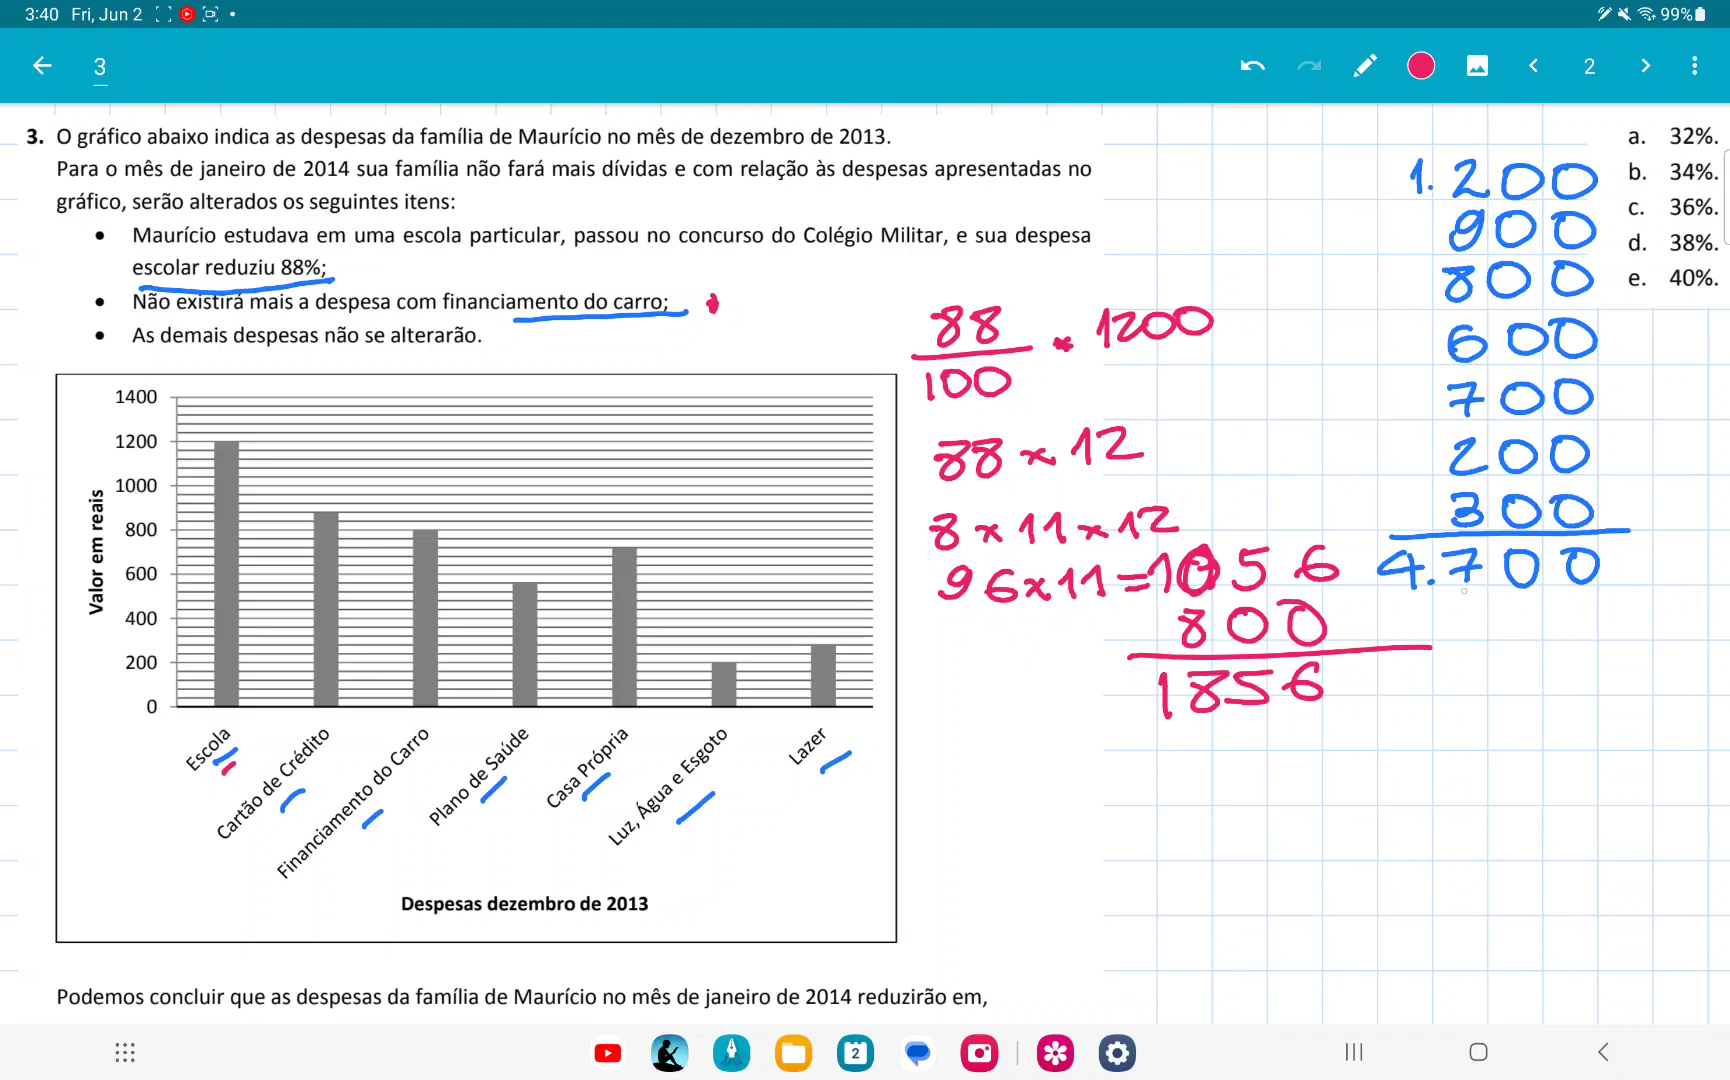 3:40 Fri, Jun 2
99%
3
2
3. O gráfico abaixo indica as despesas da família de Maurício no mês de dezembro de 2013.
Para o mês de janeiro de 2014 sua família não fará mais dívidas e com relação às despesas apresentadas no
gráfico, serão alterados os seguintes itens:
• Maurício estudava em uma escola particular, passou no concurso do Colégio Militar, e sua despesa
escolar reduziu 88%;
• Não existirá mais a despesa com financiamento do carro;
• As demais despesas não se alterarão.
a. 32%.
b. 34%.
c. 36%.
d. 38%.
e. 40%.
1.200
900
800
600
700
200
300
4.700
88
100
* 1200
88 x 12
8 x 11 x 12
96x11=1056
800
1856
1400
1200
1000
800
600
400
200
0
Valor em reais
Escola
Cartão de Crédito
Financiamento do Carro
Plano de Saúde
Casa Própria
Luz, Água e Esgoto
Lazer
Despesas dezembro de 2013
Podemos concluir que as despesas da família de Maurício no mês de janeiro de 2014 reduzirão em,
2